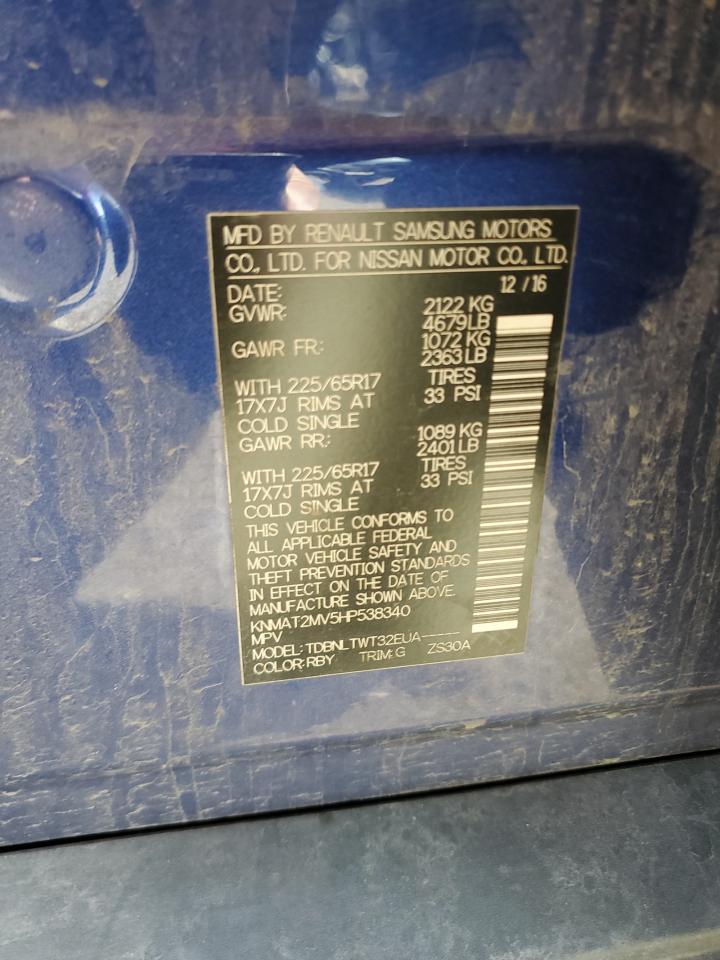 MFD BY RENAULT SAMSUNG MOTORS
CO., LTD. FOR NISSAN MOTOR CO., LTD.
DATE: 12 / 16
GVWR: 2122 KG
4679 LB
GAWR FR: 1072 KG
2363 LB
WITH 225/65R17 TIRES
17X7J RIMS AT 33 PSI
COLD SINGLE
GAWR RR: 1089 KG
2401 LB
WITH 225/65R17 TIRES
17X7J RIMS AT 33 PSI
COLD SINGLE
THIS VEHICLE CONFORMS TO
ALL APPLICABLE FEDERAL
MOTOR VEHICLE SAFETY AND
THEFT PREVENTION STANDARDS
IN EFFECT ON THE DATE OF
MANUFACTURE SHOWN ABOVE.
KNMAT2MV5HP538340
MPV
MODEL: TDBNLTWT32EUA-----
COLOR: RBY TRIM: G ZS30A